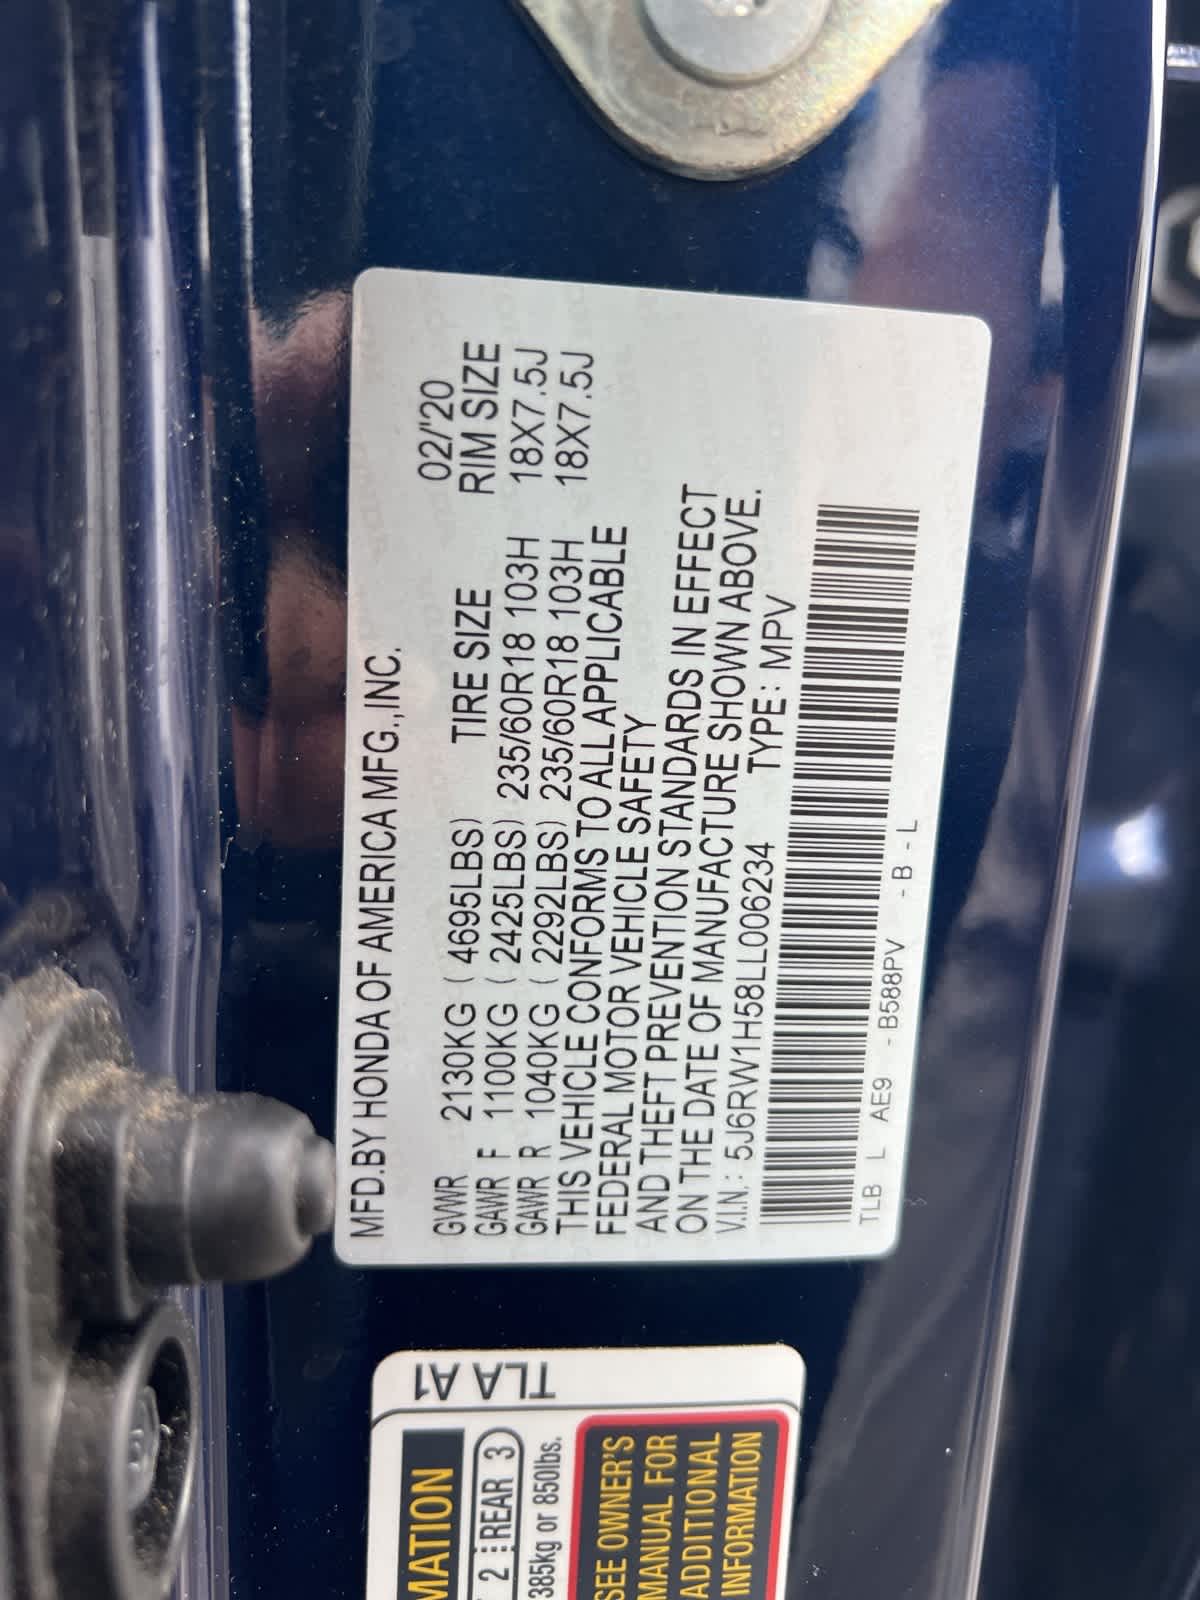 MFD.BY HONDA OF AMERICA MFG.,INC.
02/'20
GVWR 2130KG ( 4695LBS) TIRE SIZE RIM SIZE
GAWR F 1100KG ( 2425LBS) 235/60R18 103H 18X7.5J
GAWR R 1040KG ( 2292LBS) 235/60R18 103H 18X7.5J
THIS VEHICLE CONFORMS TO ALL APPLICABLE
FEDERAL MOTOR VEHICLE SAFETY
AND THEFT PREVENTION STANDARDS IN EFFECT
ON THE DATE OF MANUFACTURE SHOWN ABOVE.
V.I.N.: 5J6RW1H58LL006234 TYPE: MPV
TLB L AE9 - B588PV - B - L
TLA A1
MATION
2 REAR 3
385kg or 850lbs.
SEE OWNER'S
MANUAL FOR
ADDITIONAL
INFORMATION